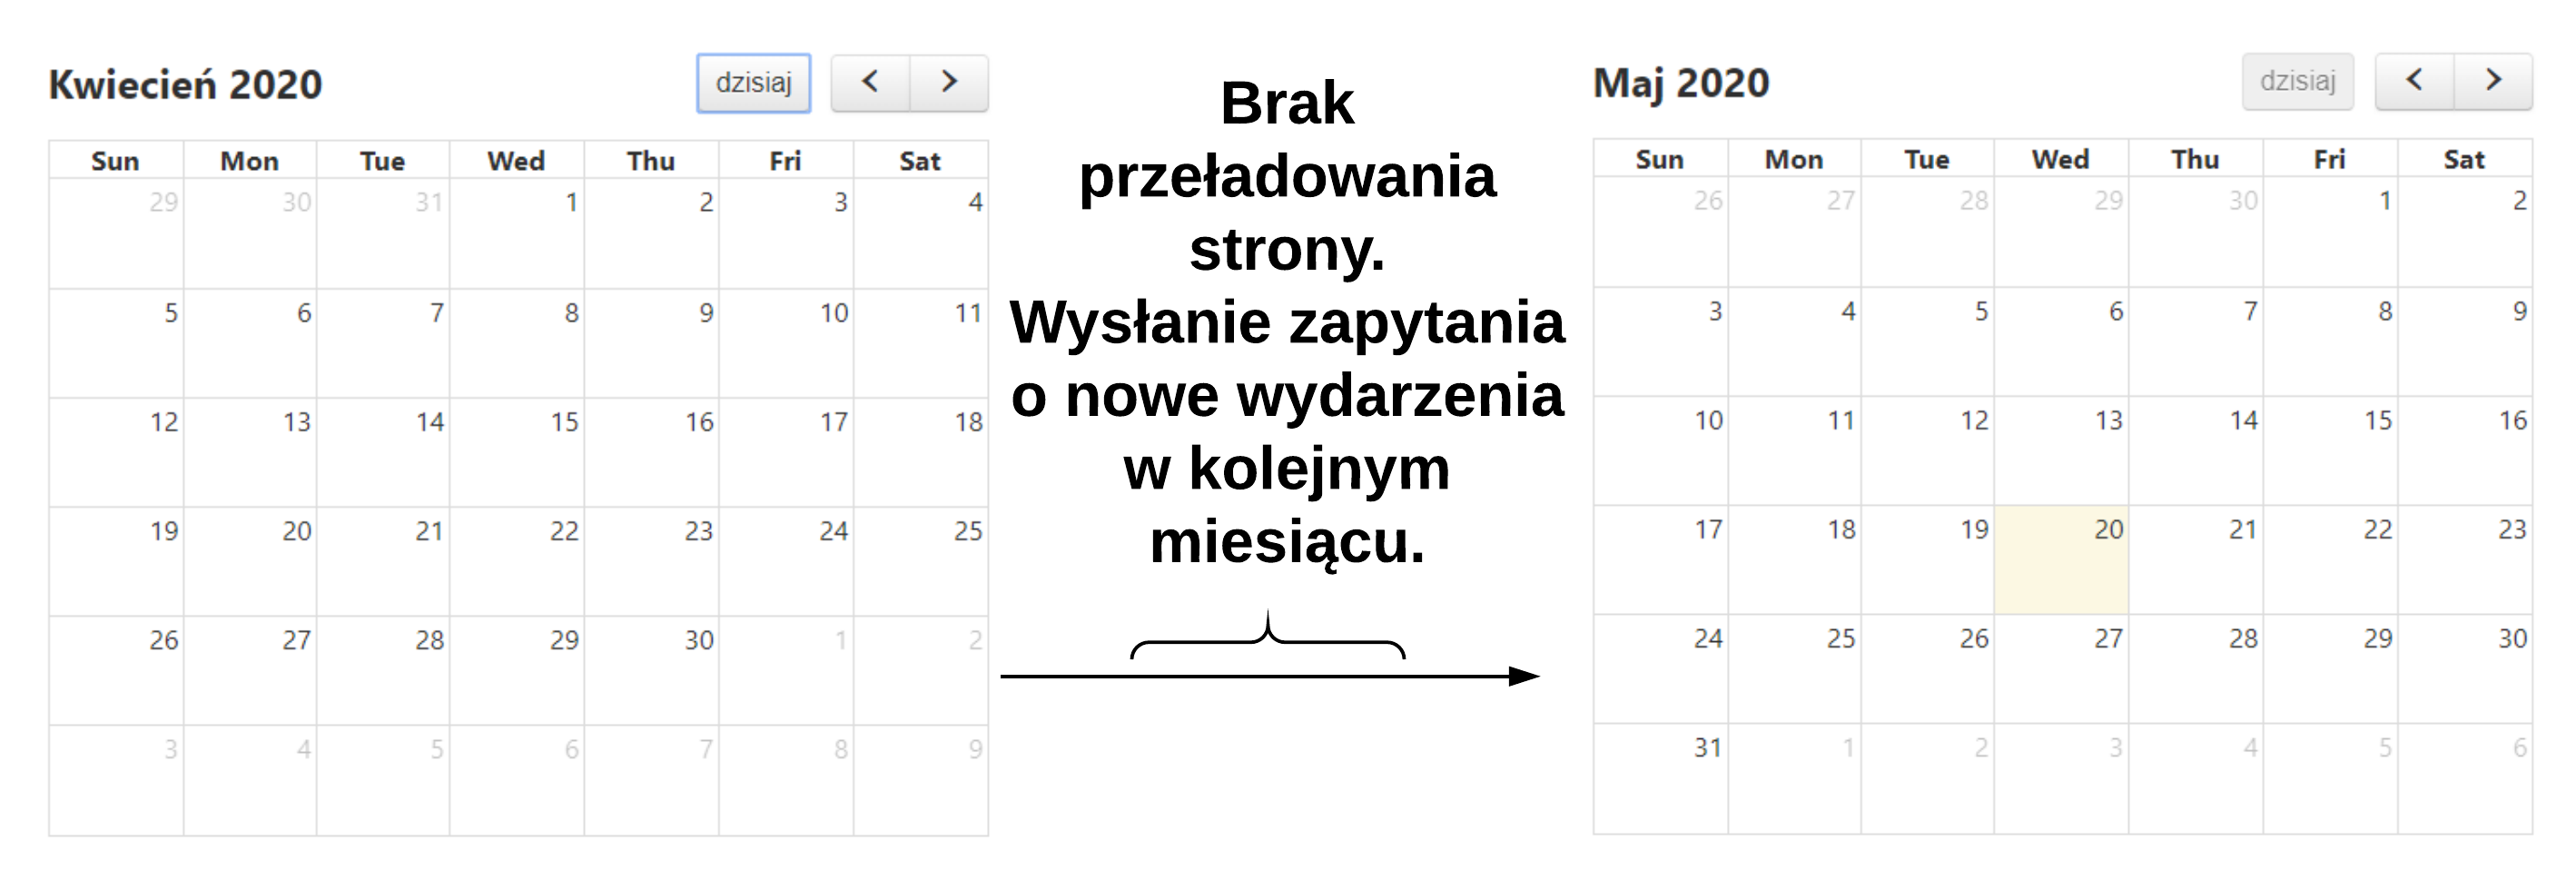 Kwiecień 2020 dzisiaj < >
Sun Mon Tue Wed Thu Fri Sat
29 30 31 1 2 3 4
5 6 7 8 9 10 11
12 13 14 15 16 17 18
19 20 21 22 23 24 25
26 27 28 29 30 1 2
3 4 5 6 7 8 9
Brak
przeładowania
strony.
Wysłanie zapytania
o nowe wydarzenia
w kolejnym
miesiącu.
Maj 2020 dzisiaj < >
Sun Mon Tue Wed Thu Fri Sat
26 27 28 29 30 1 2
3 4 5 6 7 8 9
10 11 12 13 14 15 16
17 18 19 20 21 22 23
24 25 26 27 28 29 30
31 1 2 3 4 5 6